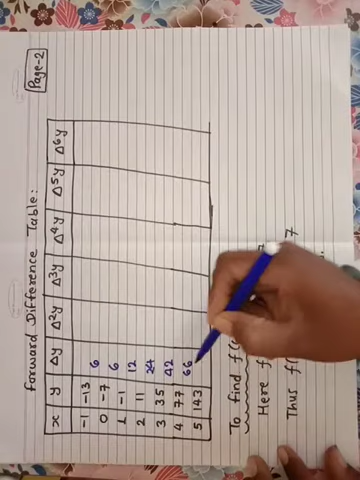 Page-2
Forward Difference Table:
x y Δy Δ2y Δ3y Δ4y Δ5y Δ6y
-1 -13
6
0 -7
6
1 -1
12
2 11
24
3 35
42
4 77
66
5 143
To find f(
Here f
7
Thus f(